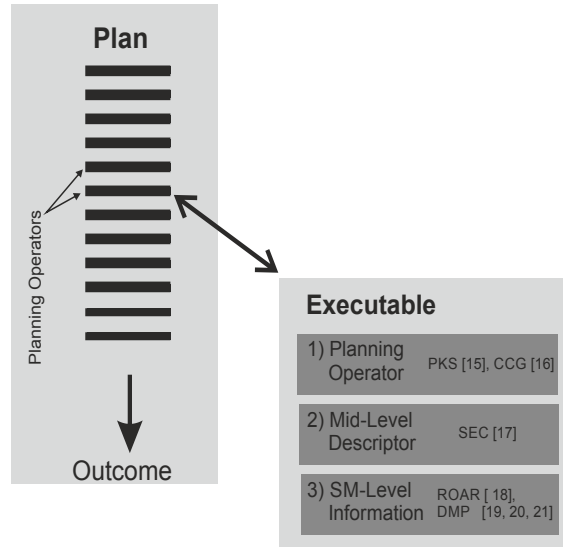 Plan
Planning Operators
Outcome
Executable
1) Planning
Operator
PKS [15], CCG [16]
2) Mid-Level
Descriptor
SEC [17]
3) SM-Level
Information
ROAR [ 18],
DMP [19, 20, 21]